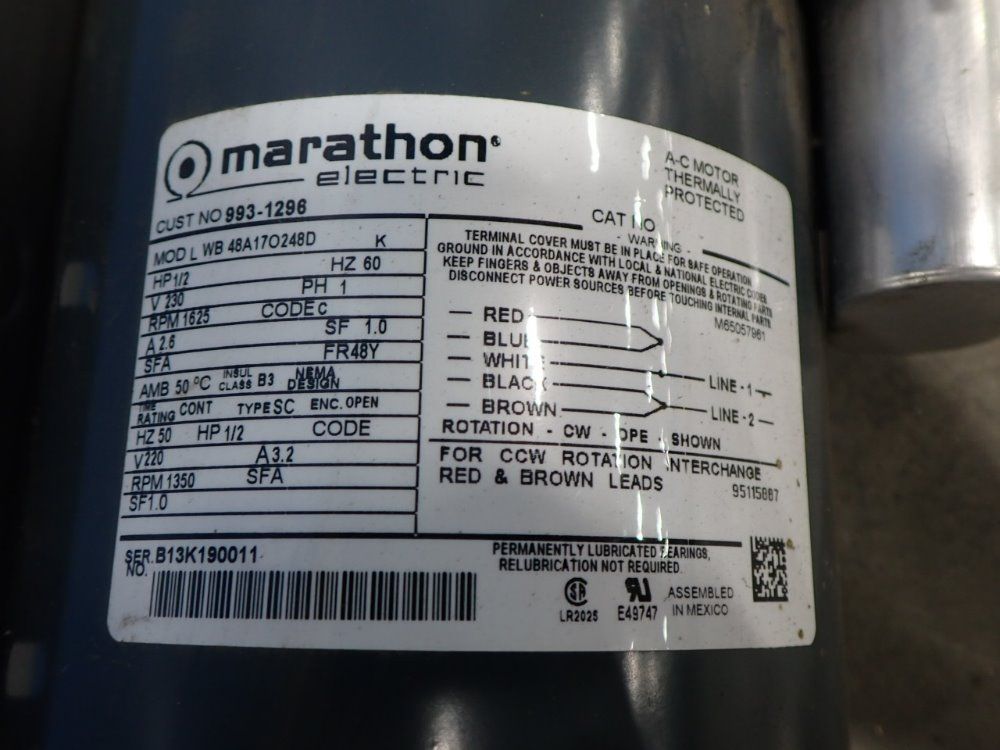 marathon®
electric
A-C MOTOR
THERMALLY
PROTECTED
CUST NO 993-1296
CAT NO
MOD L WB 48A17O248D K
HP 1/2 HZ 60
V 230 PH 1
RPM 1625 CODE C
A 2.6 SF 1.0
SFA FR 48Y
AMB 50 °C INSUL CLASS B3 NEMA DESIGN
TIME RATING CONT TYPE SC ENC. OPEN
HZ 50 HP 1/2 CODE
V 220 A 3.2
RPM 1350 SFA
SF 1.0
- WARNING -
TERMINAL COVER MUST BE IN PLACE FOR SAFE OPERATION
GROUND IN ACCORDANCE WITH LOCAL & NATIONAL ELECTRIC CODES
KEEP FINGERS & OBJECTS AWAY FROM OPENINGS & ROTATING PARTS
DISCONNECT POWER SOURCES BEFORE TOUCHING INTERNAL PARTS
M65057961
RED
BLUE
WHITE
BLACK
BROWN
LINE - 1
LINE - 2
ROTATION - CW - OPE - SHOWN
FOR CCW ROTATION INTERCHANGE
RED & BROWN LEADS
95115007
SER. NO. B13K190011
PERMANENTLY LUBRICATED BEARINGS,
RELUBRICATION NOT REQUIRED.
LR2025
E49747
ASSEMBLED
IN MEXICO